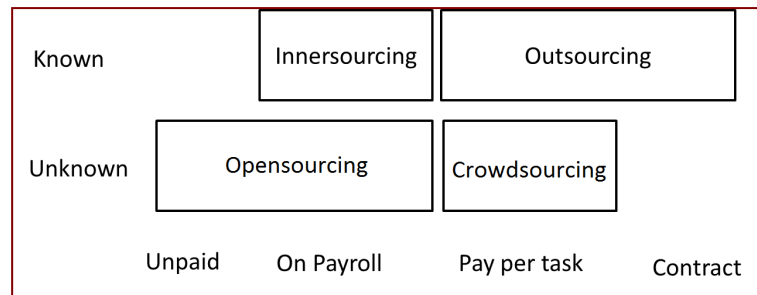 Known
Innersourcing
Outsourcing
Unknown
Opensourcing
Crowdsourcing
Unpaid
On Payroll
Pay per task
Contract